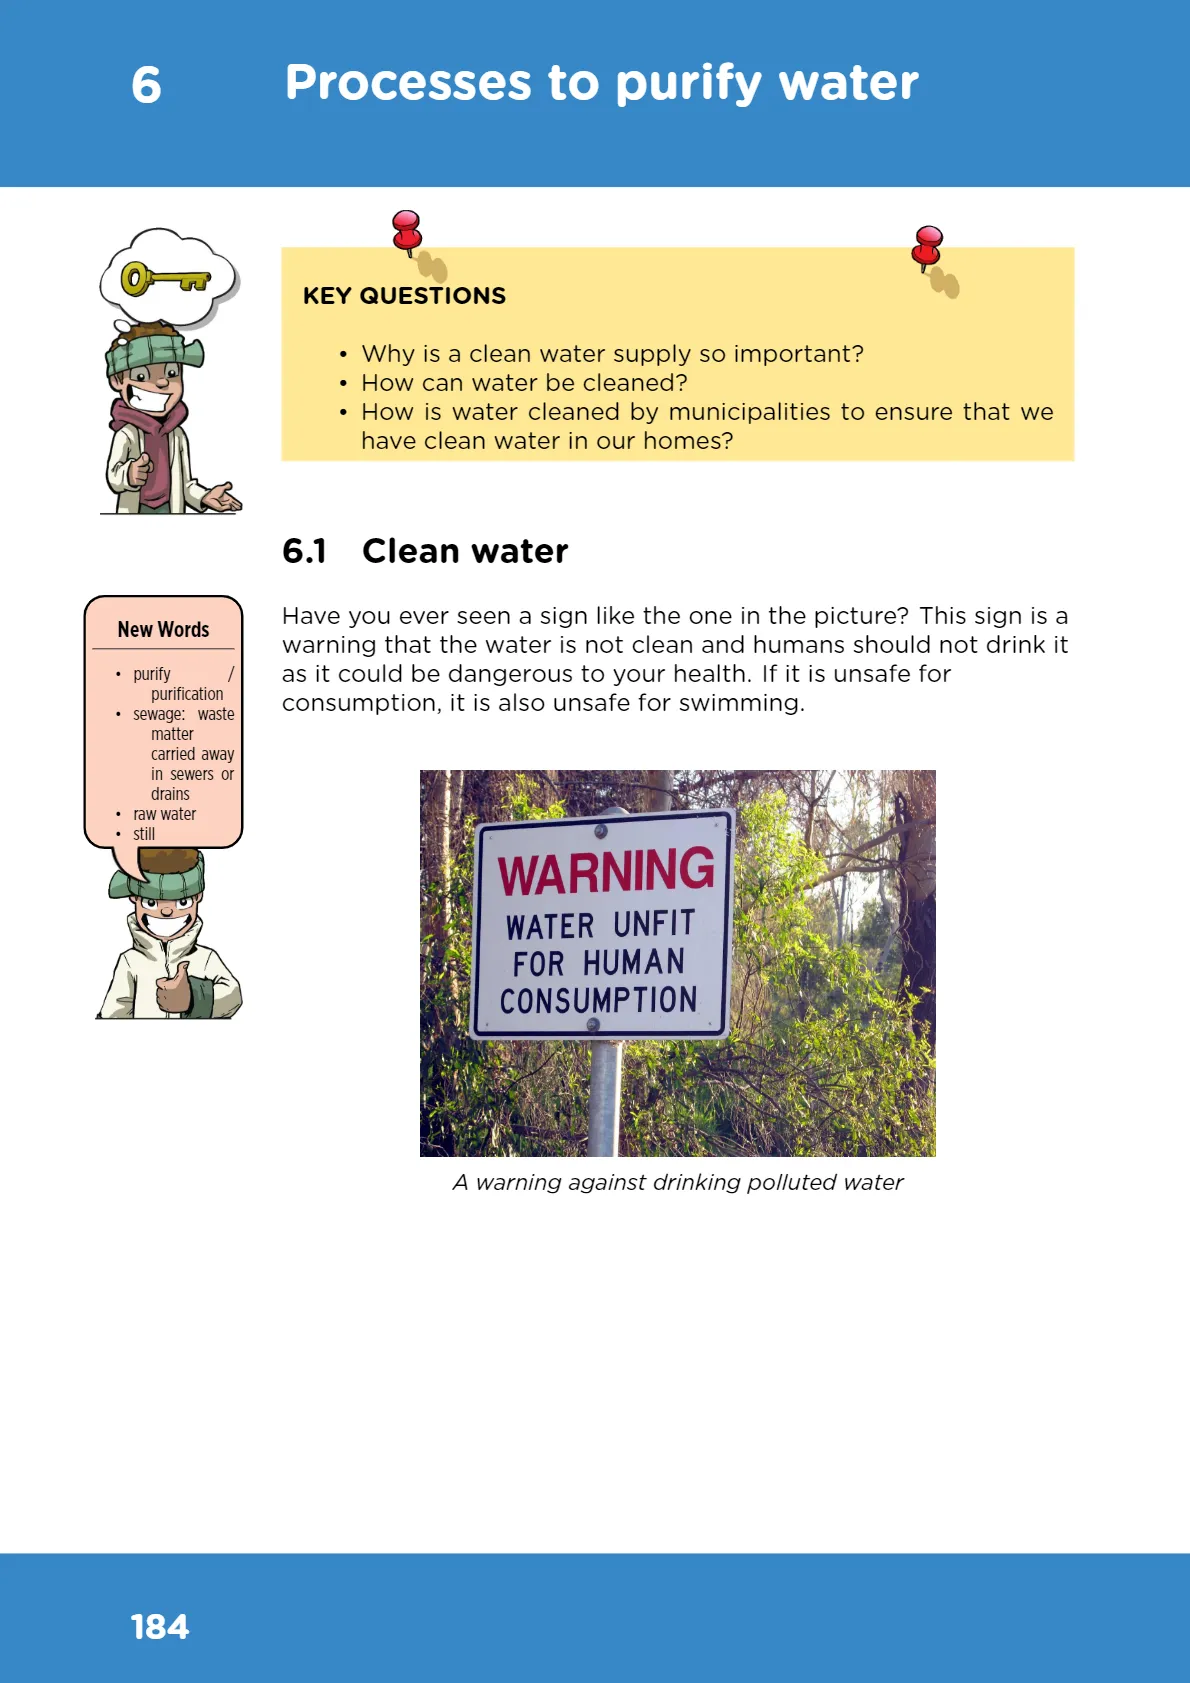 6 Processes to purify water
KEY QUESTIONS
• Why is a clean water supply so important?
• How can water be cleaned?
• How is water cleaned by municipalities to ensure that we
have clean water in our homes?
6.1 Clean water
Have you ever seen a sign like the one in the picture? This sign is a
warning that the water is not clean and humans should not drink it
as it could be dangerous to your health. If it is unsafe for
consumption, it is also unsafe for swimming.
New Words
• purify /
purification
• sewage: waste
matter
carried away
in sewers or
drains
• raw water
• still
WARNING
WATER UNFIT
FOR HUMAN
CONSUMPTION
A warning against drinking polluted water
184